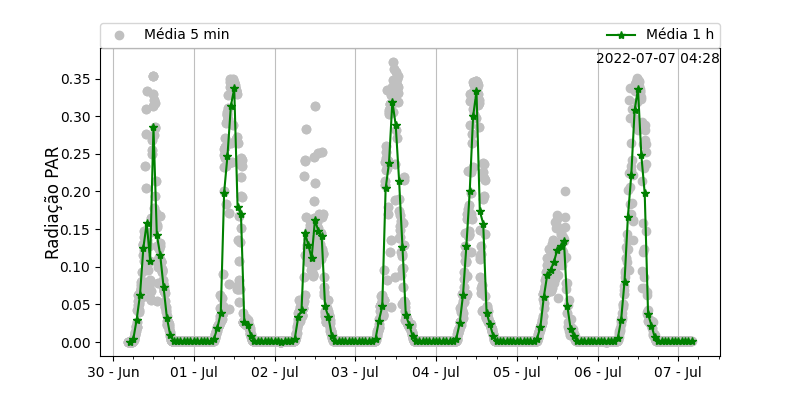 Média 5 min
Média 1 h
2022-07-07 04:28
Radiação PAR
0.35
0.30
0.25
0.20
0.15
0.10
0.05
0.00
30 - Jun
01 - Jul
02 - Jul
03 - Jul
04 - Jul
05 - Jul
06 - Jul
07 - Jul